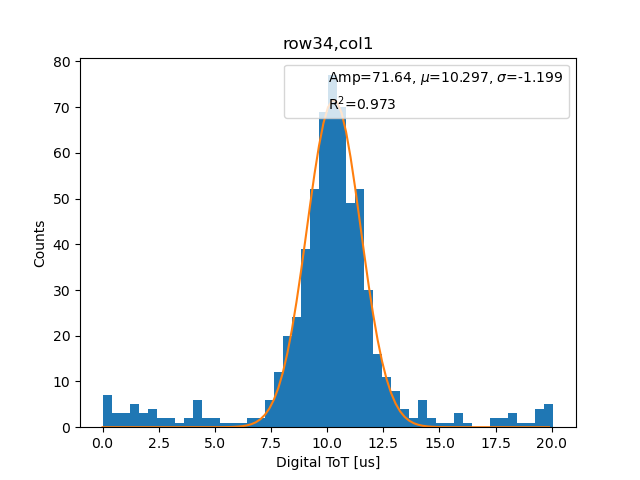 row34,col1
Amp=71.64, μ=10.297, σ=-1.199
R²=0.973
80
70
60
50
40
30
20
10
0
Counts
0.0 2.5 5.0 7.5 10.0 12.5 15.0 17.5 20.0
Digital ToT [us]